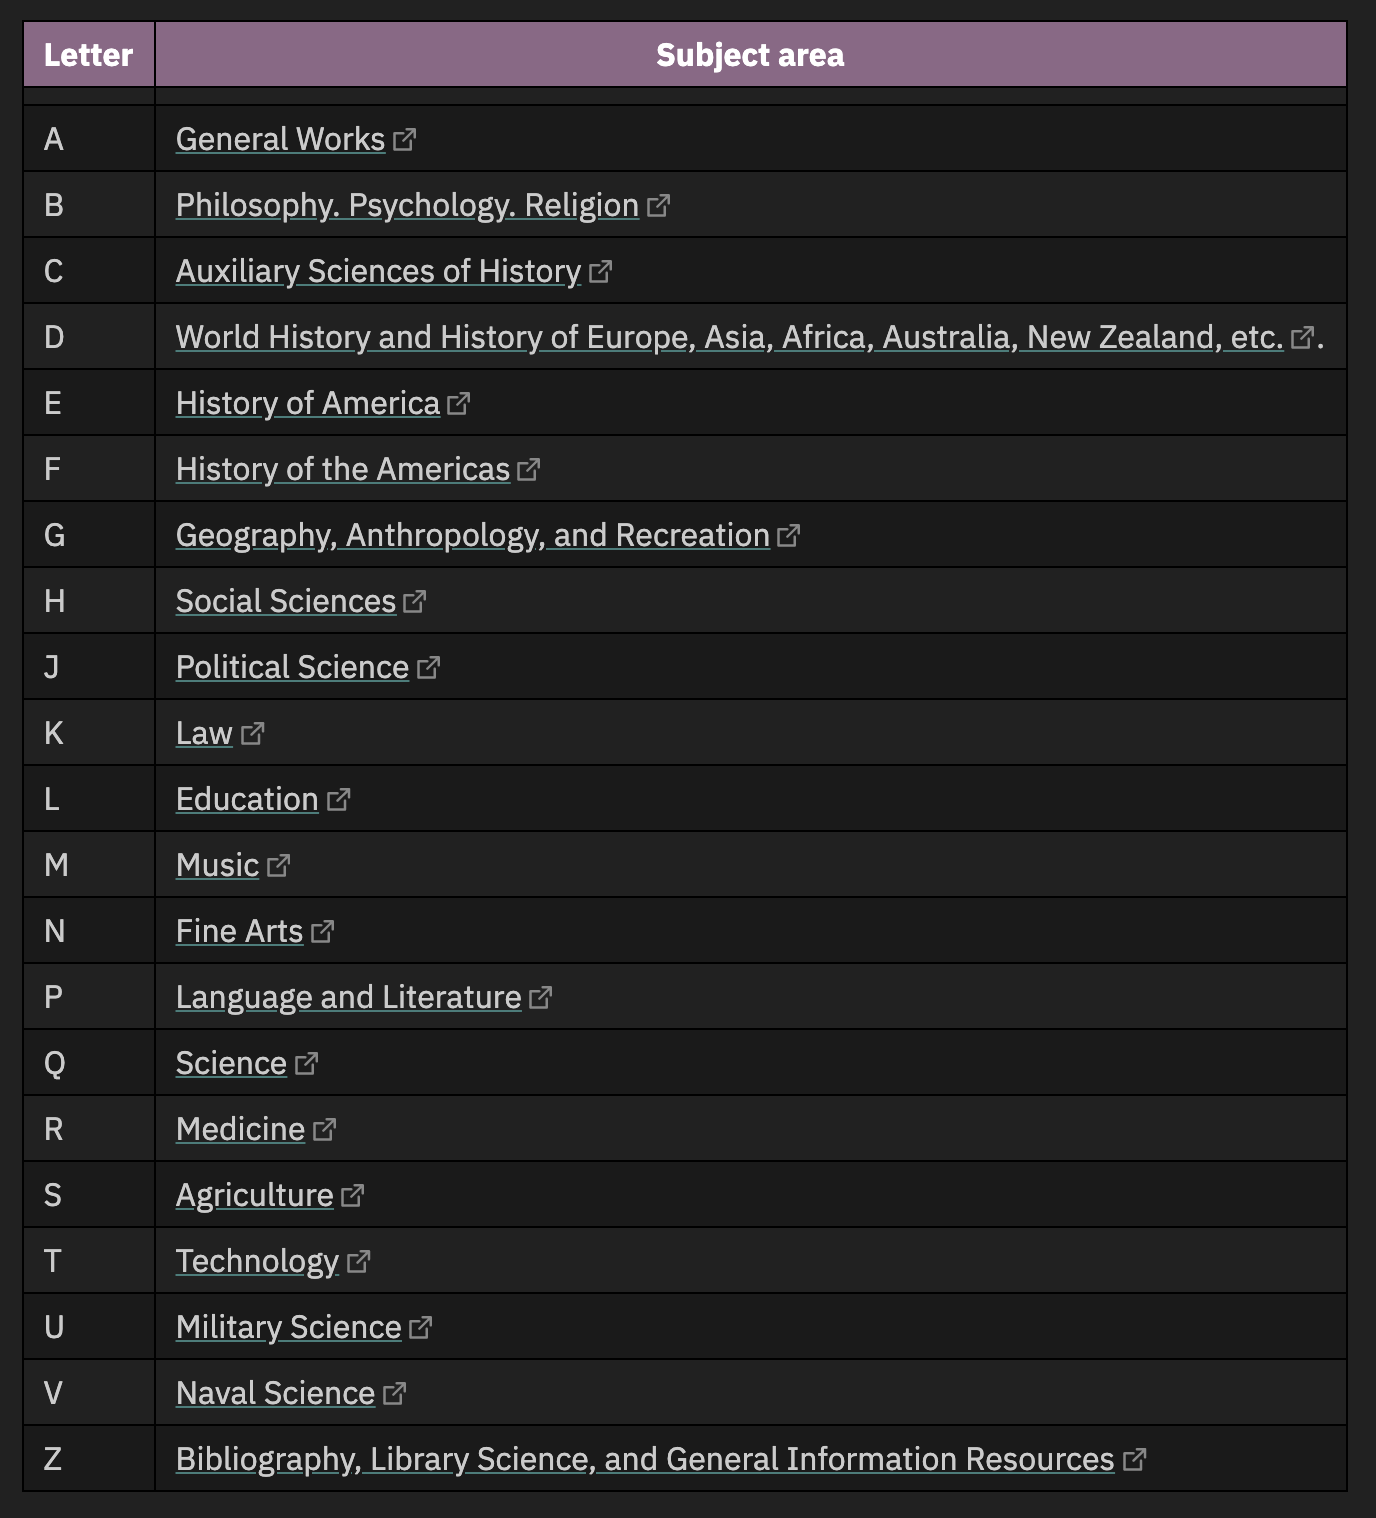 Letter Subject area
A General Works
B Philosophy. Psychology. Religion
C Auxiliary Sciences of History
D World History and History of Europe, Asia, Africa, Australia, New Zealand, etc. .
E History of America
F History of the Americas
G Geography, Anthropology, and Recreation
H Social Sciences
J Political Science
K Law
L Education
M Music
N Fine Arts
P Language and Literature
Q Science
R Medicine
S Agriculture
T Technology
U Military Science
V Naval Science
Z Bibliography, Library Science, and General Information Resources